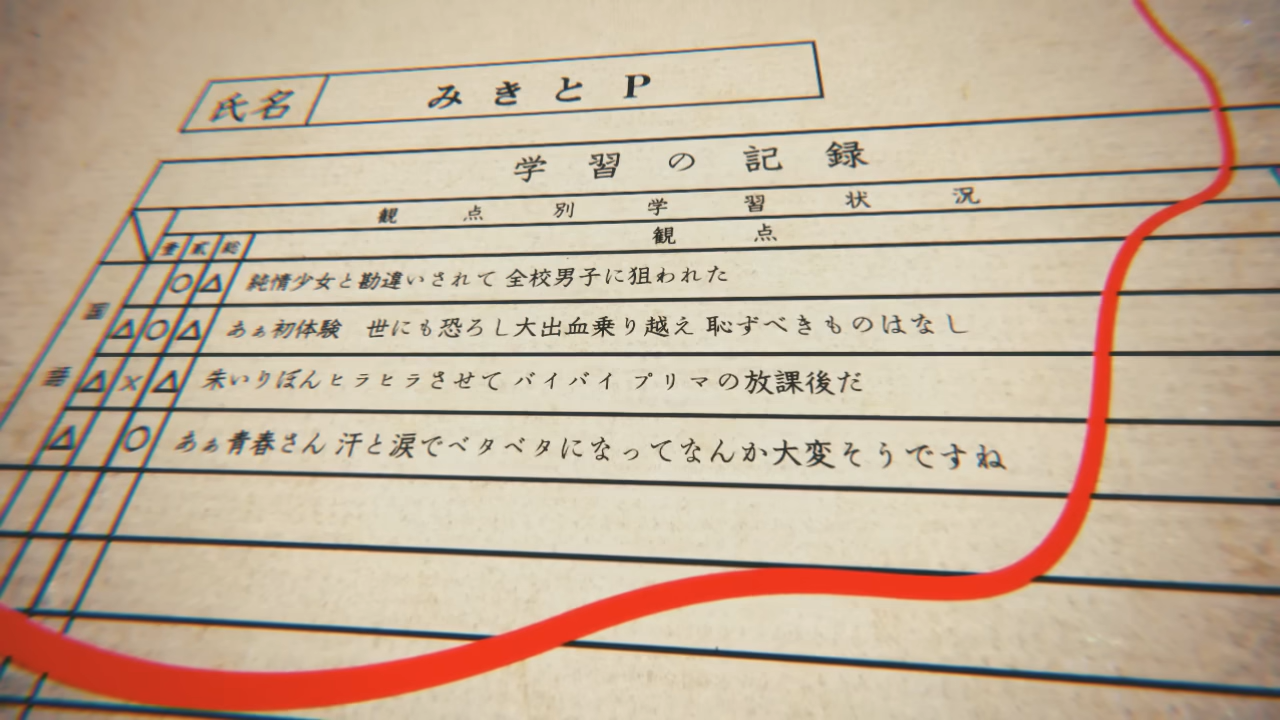 氏名 みきとP
学習の記録
観点別学習状況
壹 貳 総 観点
○ △ 純情少女と勘違いされて 全校男子に狙われた
国
△ ○ △ あぁ初体験 世にも恐ろし大出血乗り越え 恥ずべきものはなし
語
△ × △ 朱いりぼんヒラヒラさせて バイバイ プリマの放課後だ
△ ○ あぁ青春さん 汗と涙でベタベタになってなんか大変そうですね